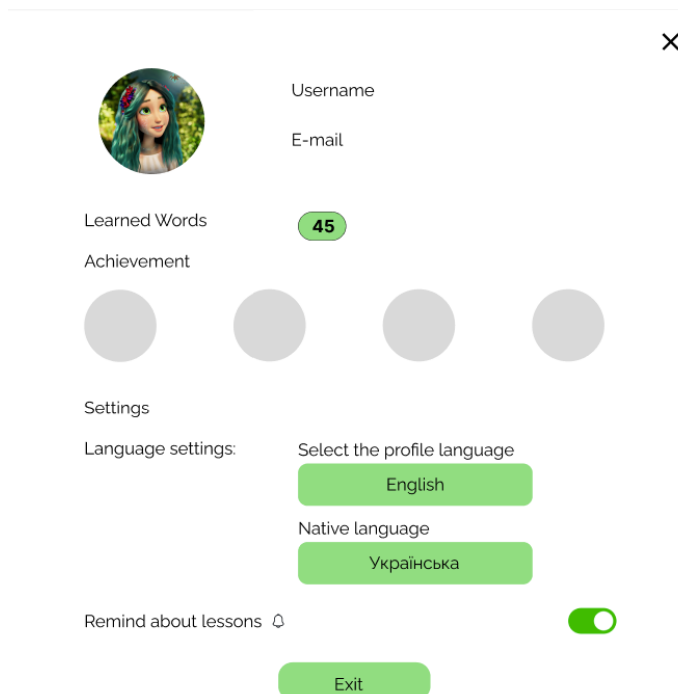 Username
E-mail
Learned Words
45
Achievement
Settings
Language settings:
Select the profile language
English
Native language
Українська
Remind about lessons
Exit